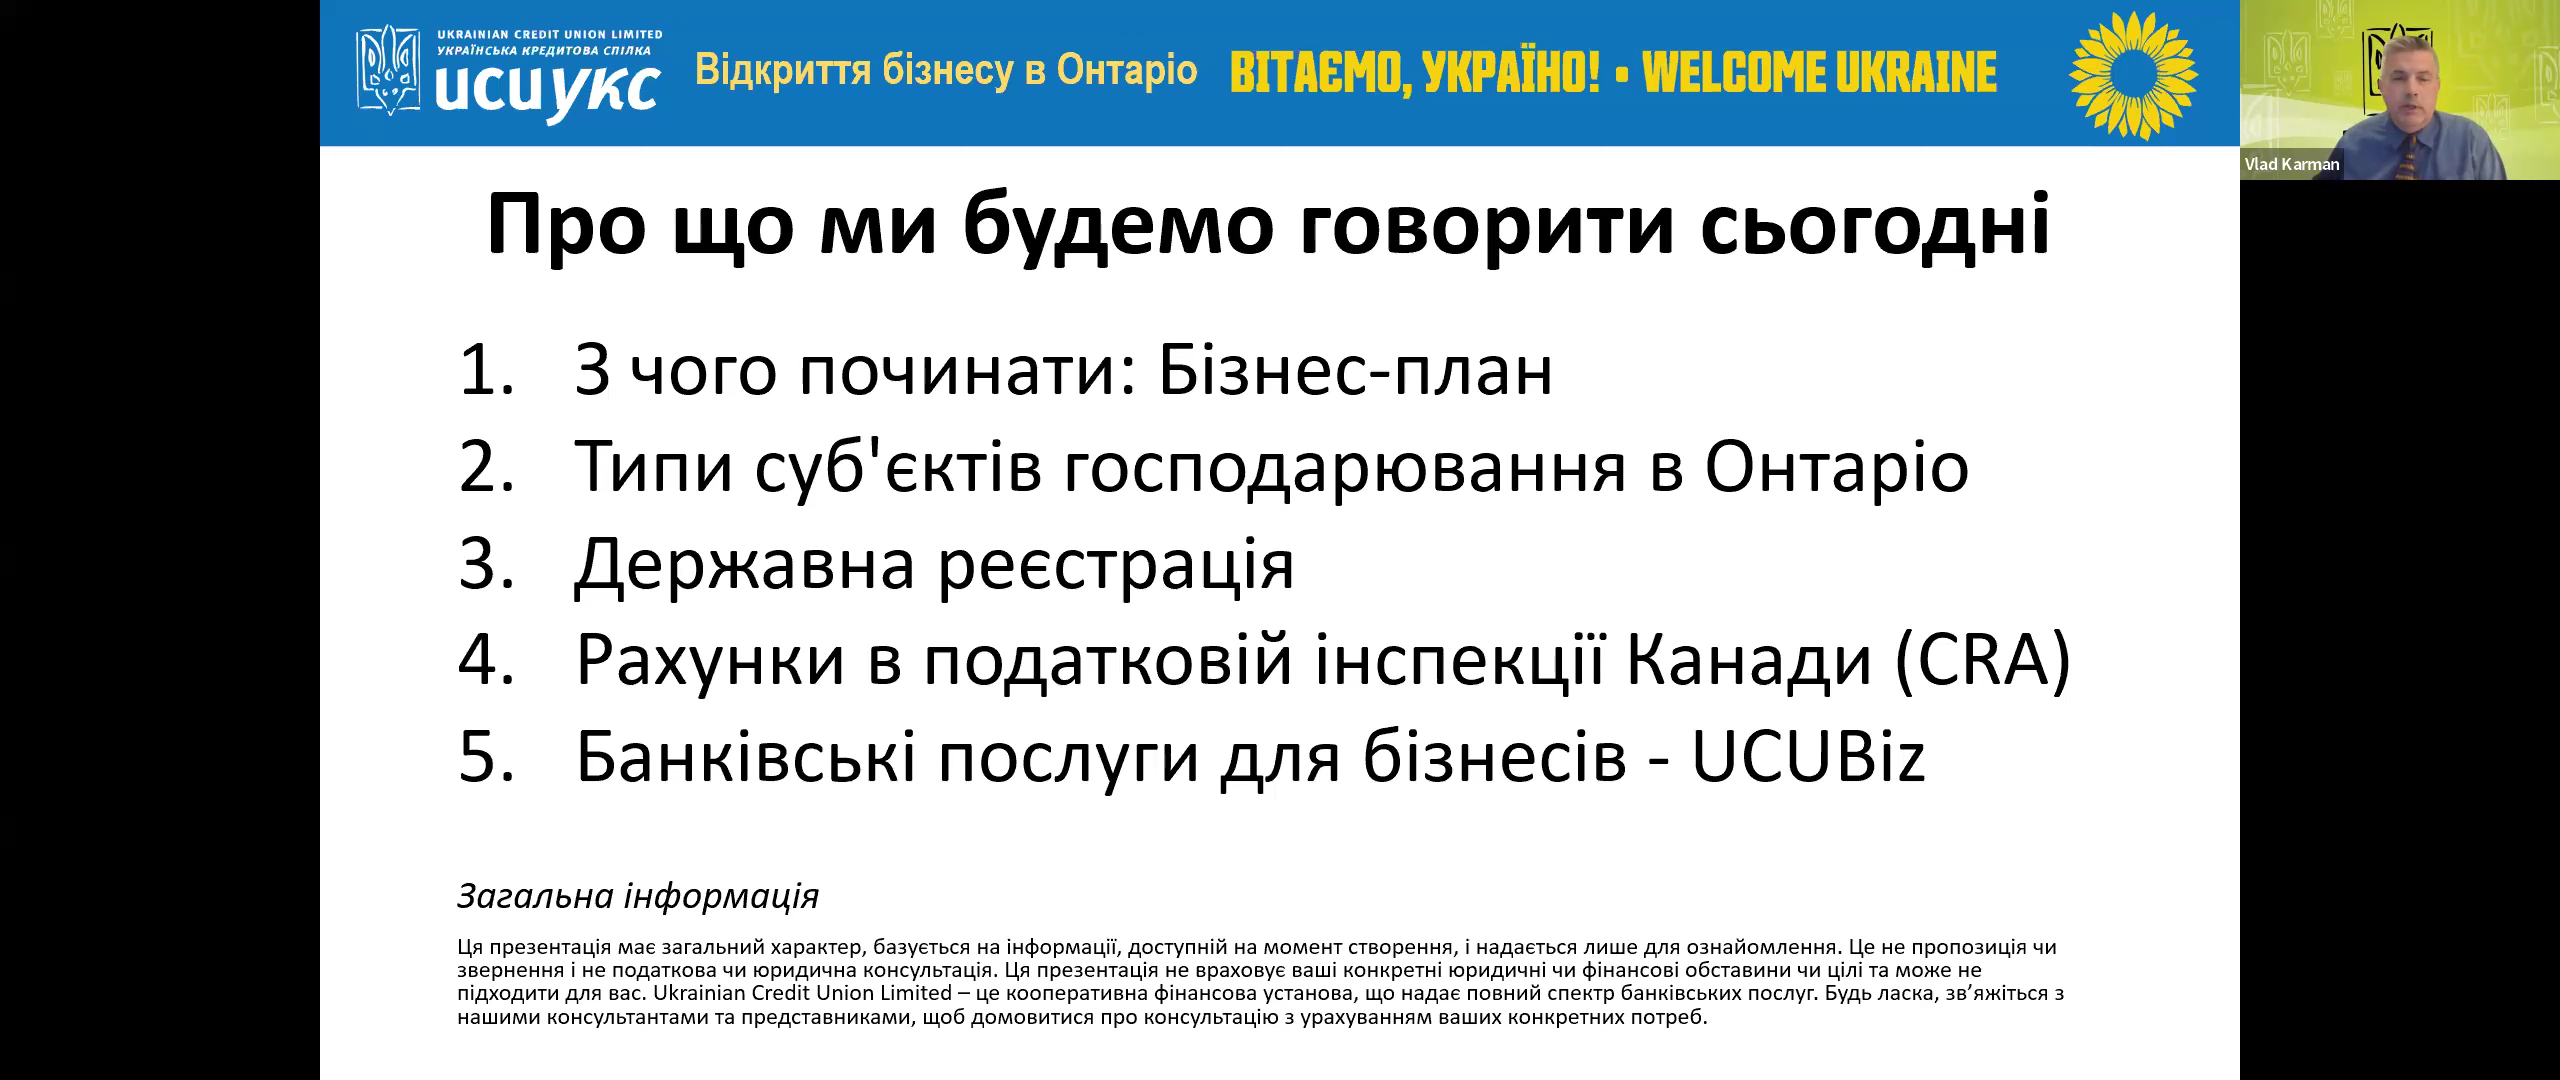 UKRAINIAN CREDIT UNION LIMITED
УКРАЇНСЬКА КРЕДИТОВА СПІЛКА
UCUУКС
Відкриття бізнесу в Онтаріо
ВІТАЄМО, УКРАЇНО! • WELCOME UKRAINE
Vlad Karman
Про що ми будемо говорити сьогодні
1. З чого починати: Бізнес-план
2. Типи суб'єктів господарювання в Онтаріо
3. Державна реєстрація
4. Рахунки в податковій інспекції Канади (CRA)
5. Банківські послуги для бізнесів - UCUBiz
Загальна інформація
Ця презентація має загальний характер, базується на інформації, доступній на момент створення, і надається лише для ознайомлення. Це не пропозиція чи
звернення і не податкова чи юридична консультація. Ця презентація не враховує ваші конкретні юридичні чи фінансові обставини чи цілі та може не
підходити для вас. Ukrainian Credit Union Limited – це кооперативна фінансова установа, що надає повний спектр банківських послуг. Будь ласка, зв’яжіться з
нашими консультантами та представниками, щоб домовитися про консультацію з урахуванням ваших конкретних потреб.